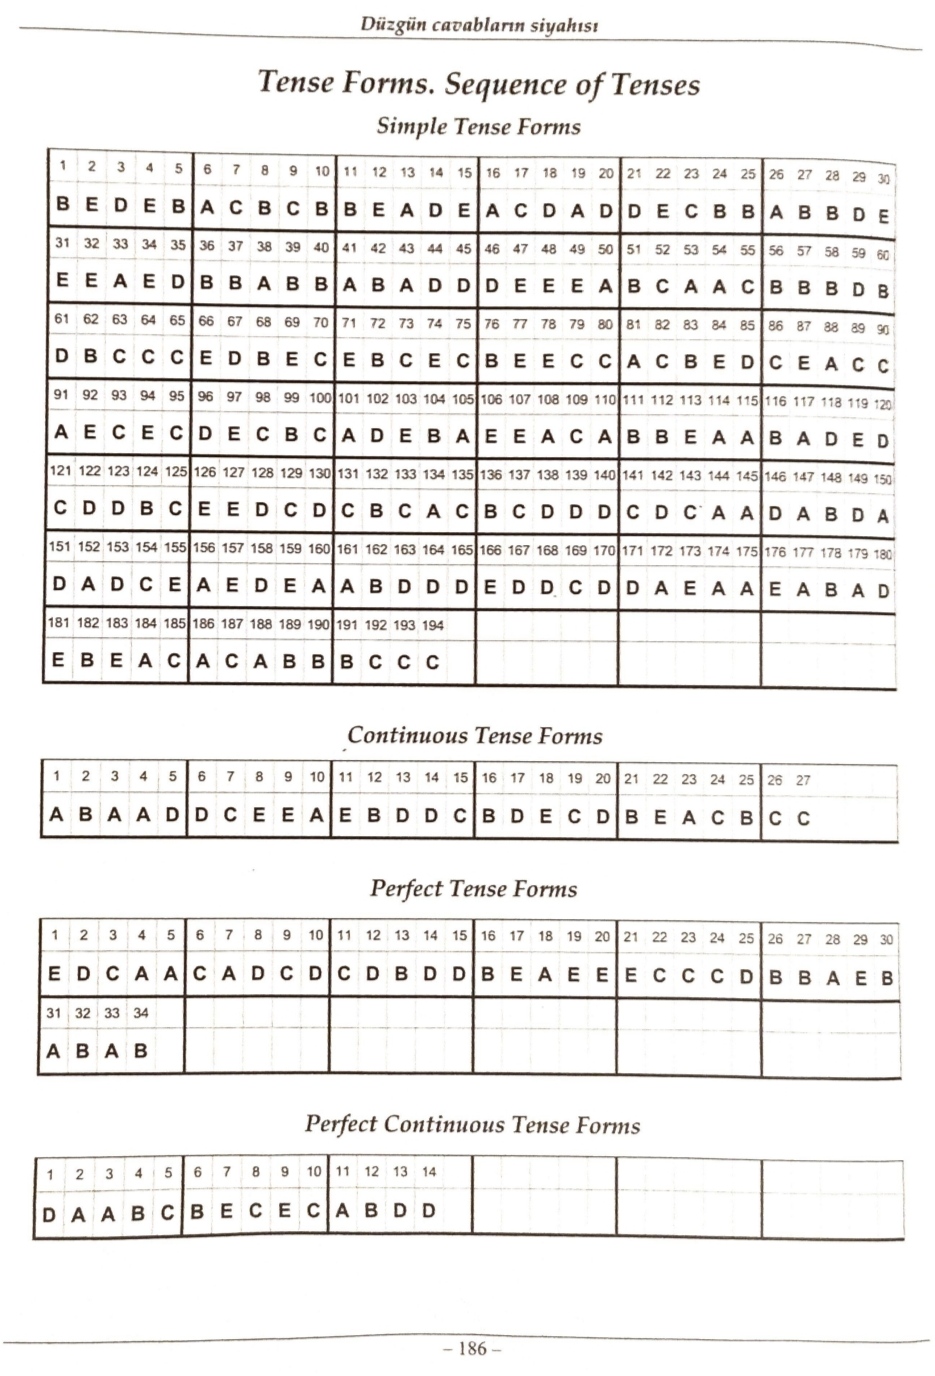 Düzgün cavabların siyahısı
Tense Forms. Sequence of Tenses
Simple Tense Forms
1 2 3 4 5 6 7 8 9 10 11 12 13 14 15 16 17 18 19 20 21 22 23 24 25 26 27 28 29 30
B E D E B A C B C B B E A D E A C D A D D E C B B A B B D E
31 32 33 34 35 36 37 38 39 40 41 42 43 44 45 46 47 48 49 50 51 52 53 54 55 56 57 58 59 60
E E A E D B B A B B A B A D D D E E E A B C A A C B B B D B
61 62 63 64 65 66 67 68 69 70 71 72 73 74 75 76 77 78 79 80 81 82 83 84 85 86 87 88 89 90
D B C C C E D B E C E B C E C B E E C C A C B E D C E A C C
91 92 93 94 95 96 97 98 99 100 101 102 103 104 105 106 107 108 109 110 111 112 113 114 115 116 117 118 119 120
A E C E C D E C B C A D E B A E E A C A B B E A A B A D E D
121 122 123 124 125 126 127 128 129 130 131 132 133 134 135 136 137 138 139 140 141 142 143 144 145 146 147 148 149 150
C D D B C E E D C D C B C A C B C D D D C D C A A D A B D A
151 152 153 154 155 156 157 158 159 160 161 162 163 164 165 166 167 168 169 170 171 172 173 174 175 176 177 178 179 180
D A D C E A E D E A A B D D D E D D C D D A E A A E A B A D
181 182 183 184 185 186 187 188 189 190 191 192 193 194
E B E A C A C A B B B C C C
Continuous Tense Forms
1 2 3 4 5 6 7 8 9 10 11 12 13 14 15 16 17 18 19 20 21 22 23 24 25 26 27
A B A A D D C E E A E B D D C B D E C D B E A C B C C
Perfect Tense Forms
1 2 3 4 5 6 7 8 9 10 11 12 13 14 15 16 17 18 19 20 21 22 23 24 25 26 27 28 29 30
E D C A A C A D C D C D B D D B E A E E E C C C D B B A E B
31 32 33 34
A B A B
Perfect Continuous Tense Forms
1 2 3 4 5 6 7 8 9 10 11 12 13 14
D A A B C B E C E C A B D D
– 186 –